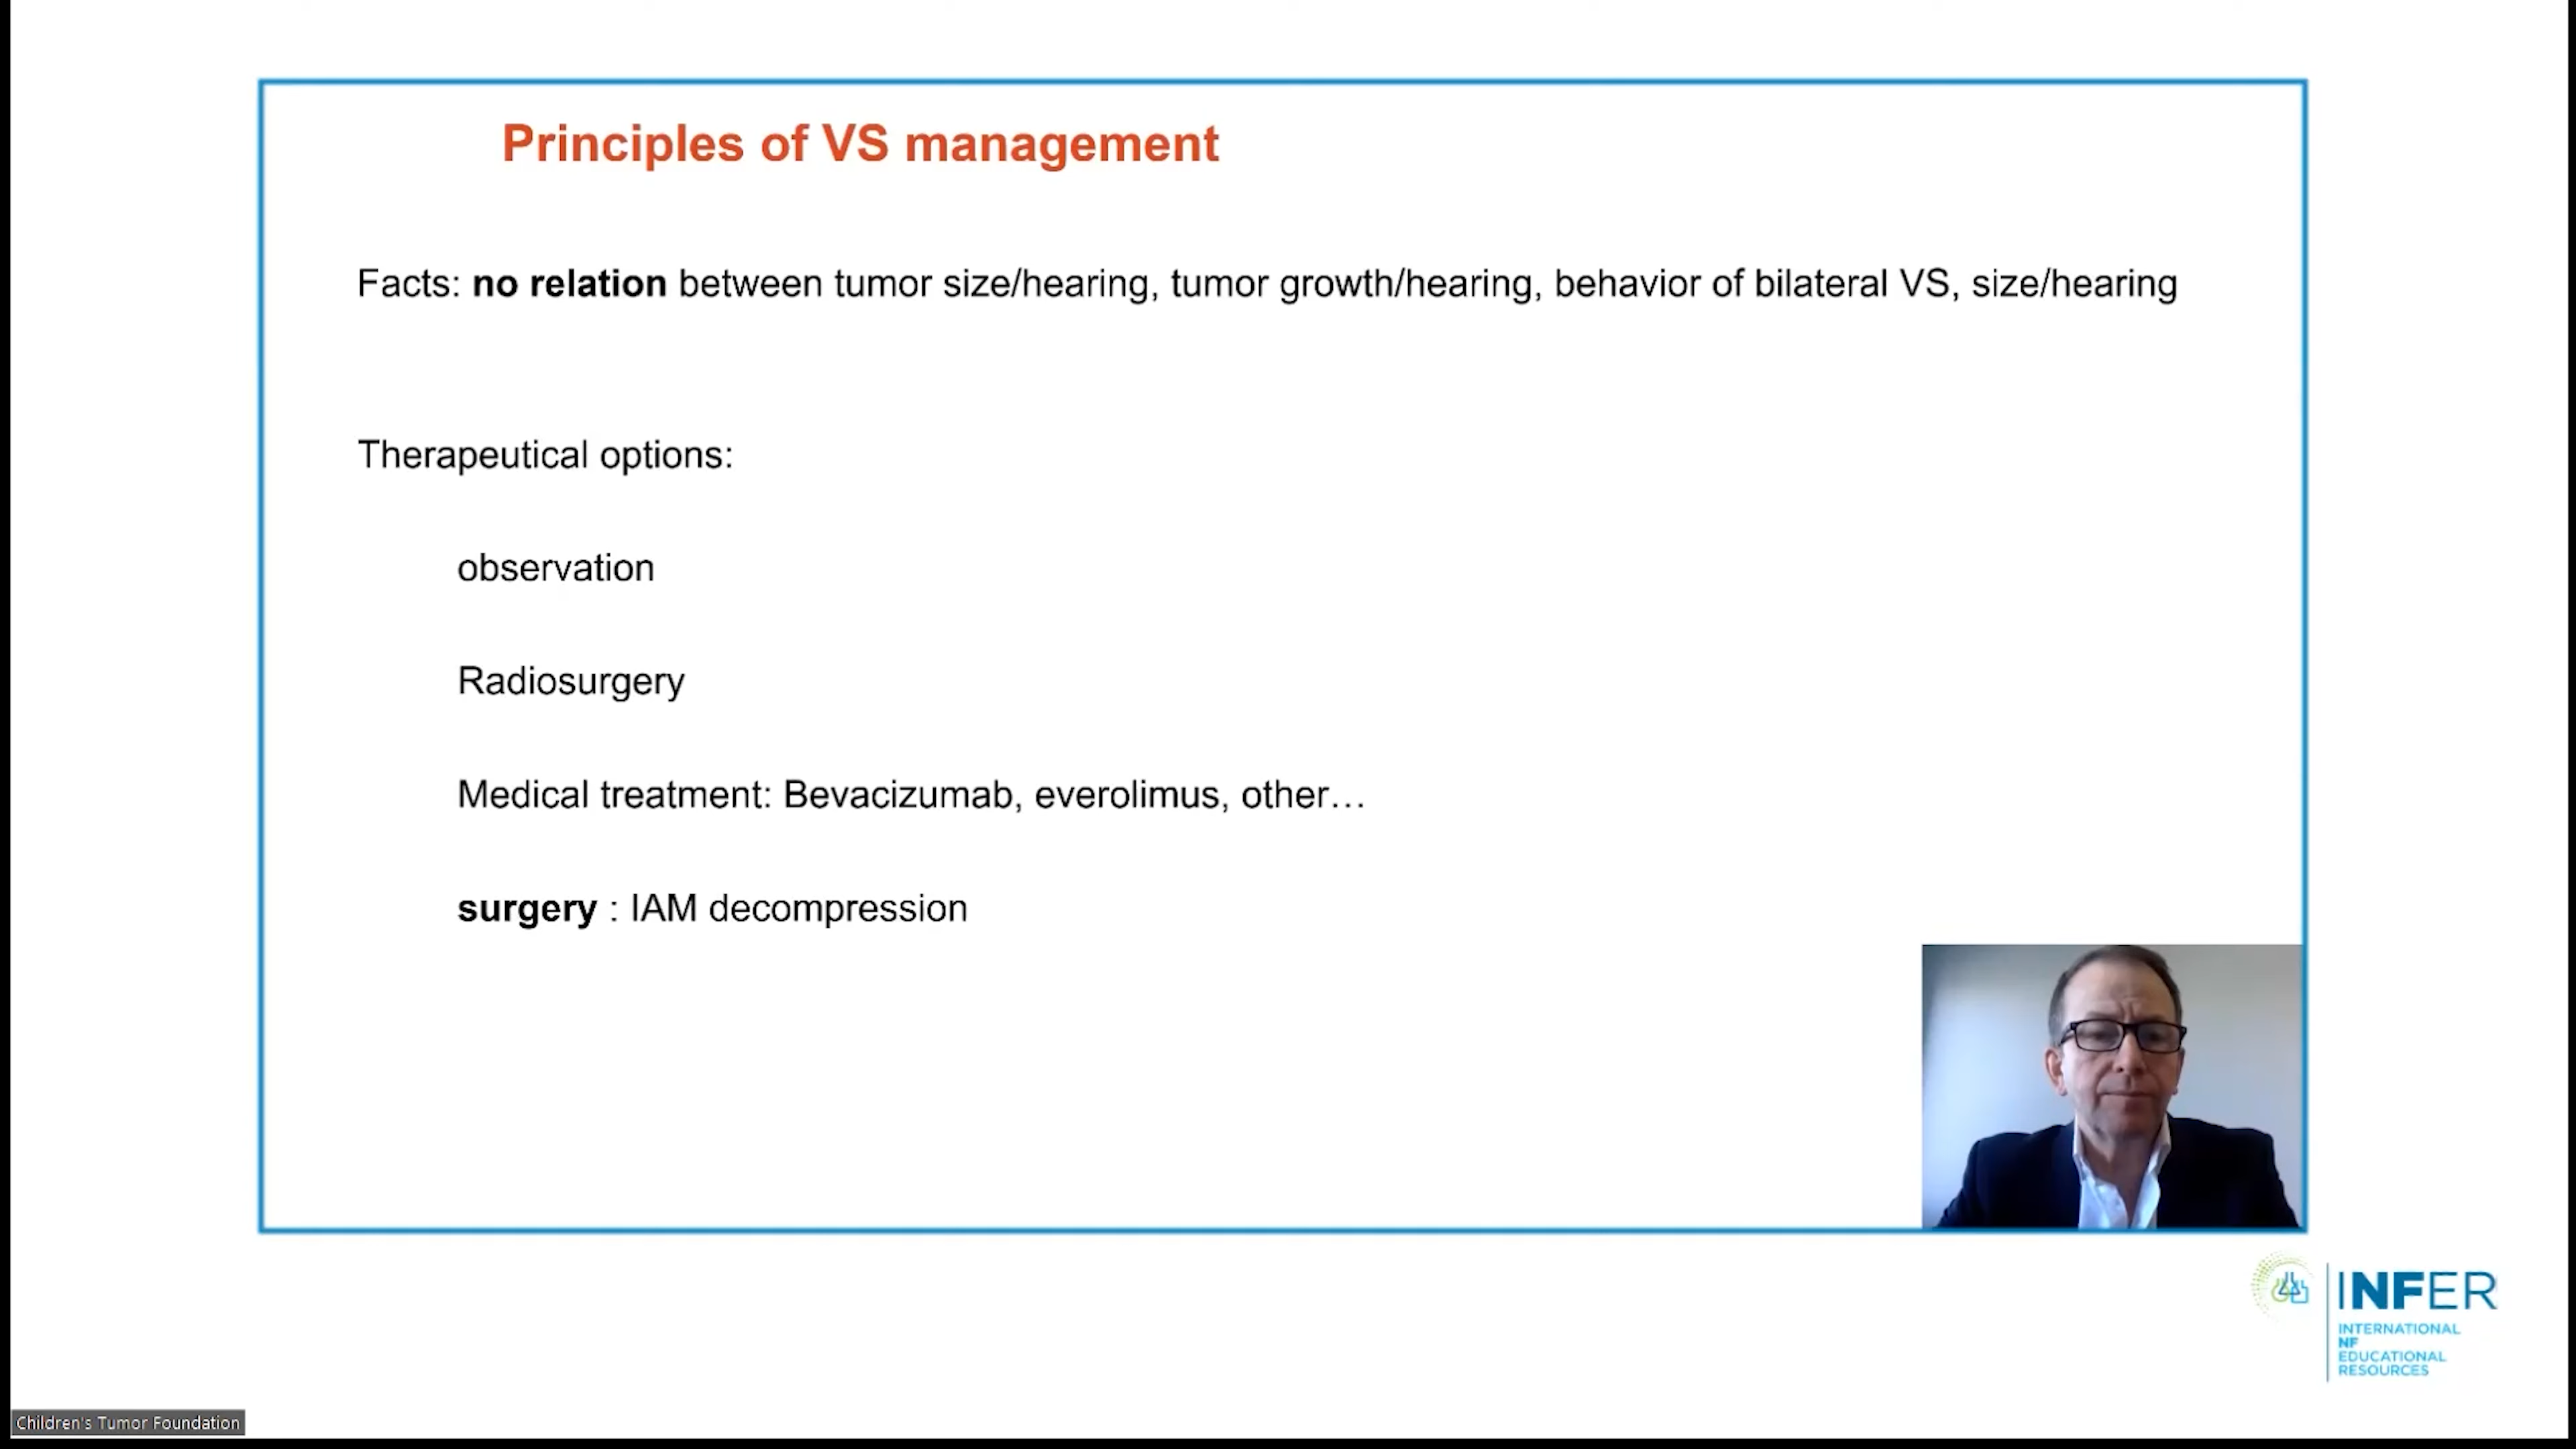 Principles of VS management
Facts: no relation between tumor size/hearing, tumor growth/hearing, behavior of bilateral VS, size/hearing
Therapeutical options:
observation
Radiosurgery
Medical treatment: Bevacizumab, everolimus, other…
surgery : IAM decompression
INFER
INTERNATIONAL
NF
EDUCATIONAL
RESOURCES
Children's Tumor Foundation